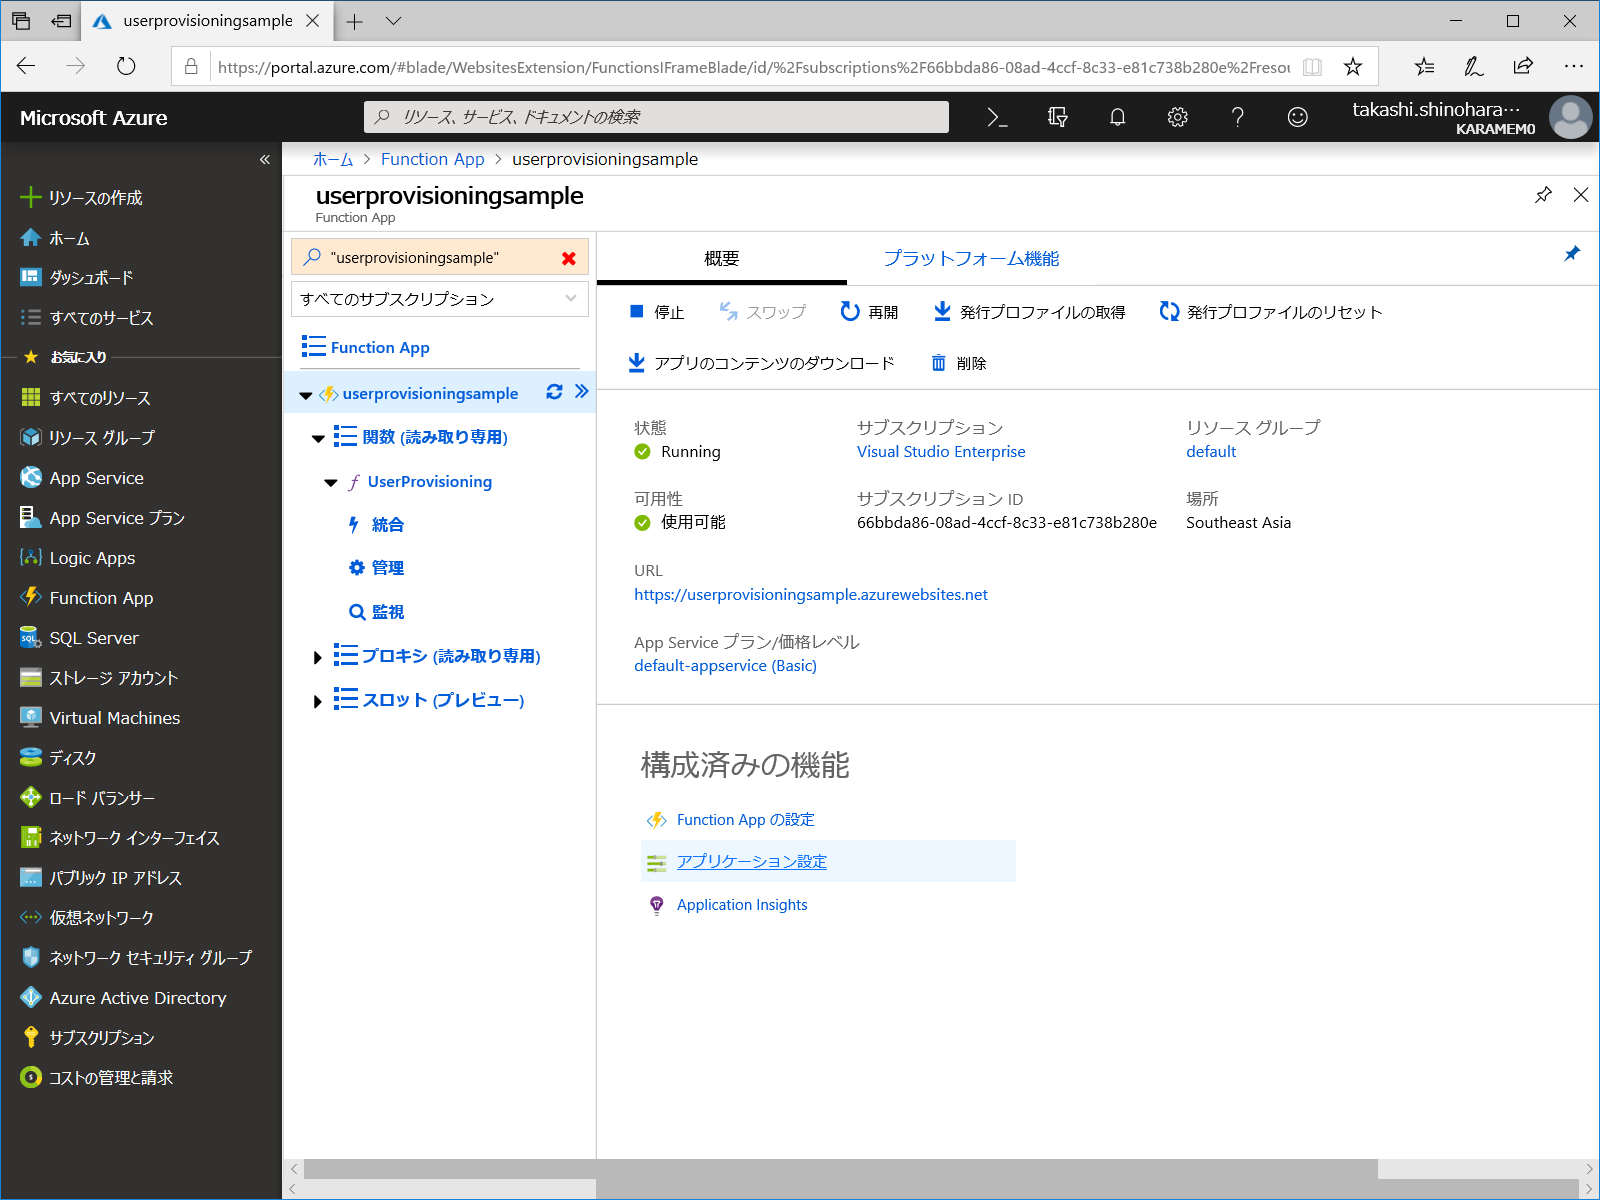 userprovisioningsample
https://portal.azure.com/#blade/WebsitesExtension/FunctionsIFrameBlade/id/%2Fsubscriptions%2F66bbda86-08ad-4ccf-8c33-e81c738b280e%2Fresou
Microsoft Azure
リソース、サービス、ドキュメントの検索
takashi.shinohara…
KARAMEMO
リソースの作成
ホーム
ダッシュボード
すべてのサービス
お気に入り
すべてのリソース
リソース グループ
App Service
App Service プラン
Logic Apps
Function App
SQL Server
ストレージ アカウント
Virtual Machines
ディスク
ロード バランサー
ネットワーク インターフェイス
パブリック IP アドレス
仮想ネットワーク
ネットワーク セキュリティ グループ
Azure Active Directory
サブスクリプション
コストの管理と請求
ホーム > Function App > userprovisioningsample
userprovisioningsample
Function App
"userprovisioningsample"
すべてのサブスクリプション
Function App
userprovisioningsample
関数 (読み取り専用)
UserProvisioning
統合
管理
監視
プロキシ (読み取り専用)
スロット (プレビュー)
概要
プラットフォーム機能
停止 スワップ 再開 発行プロファイルの取得 発行プロファイルのリセット
アプリのコンテンツのダウンロード 削除
状態 サブスクリプション リソース グループ
Running Visual Studio Enterprise default
可用性 サブスクリプション ID 場所
使用可能 66bbda86-08ad-4ccf-8c33-e81c738b280e Southeast Asia
URL
https://userprovisioningsample.azurewebsites.net
App Service プラン/価格レベル
default-appservice (Basic)
構成済みの機能
Function App の設定
アプリケーション設定
Application Insights